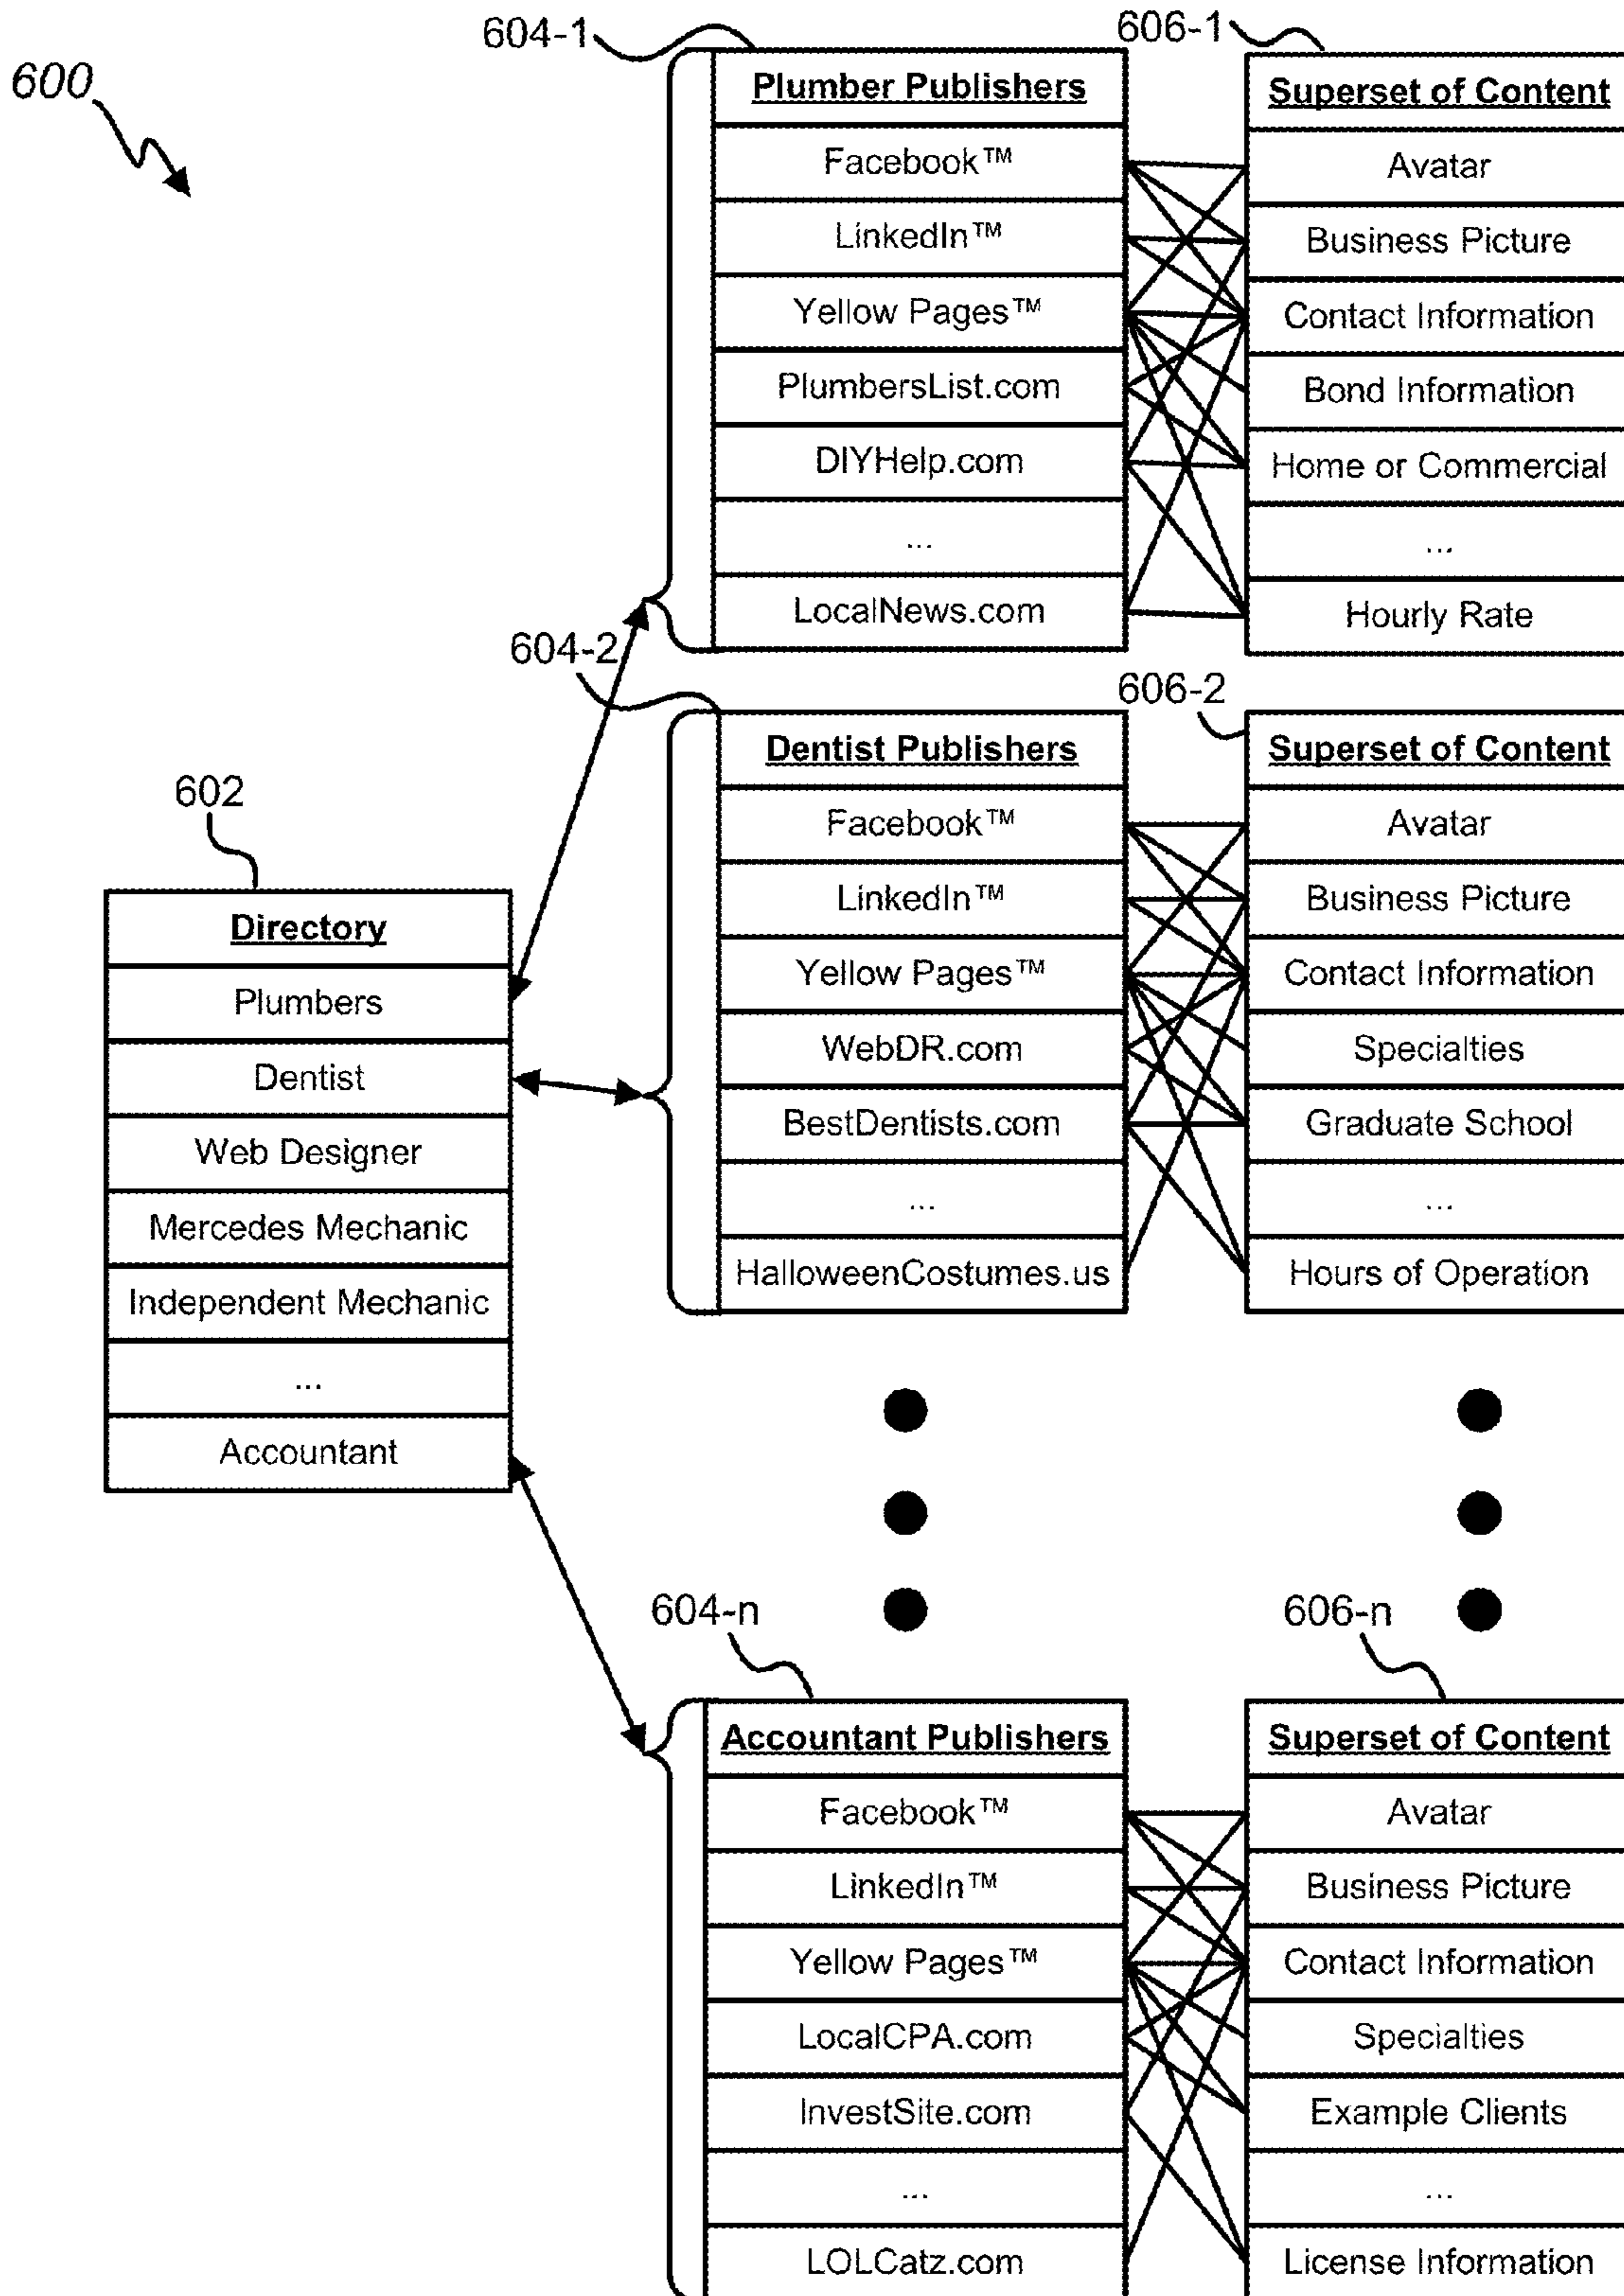 600
604-1
Plumber Publishers
Facebook™
LinkedIn™
Yellow Pages™
PlumbersList.com
DIYHelp.com
...
LocalNews.com
606-1
Superset of Content
Avatar
Business Picture
Contact Information
Bond Information
Home or Commercial
...
Hourly Rate
602
Directory
Plumbers
Dentist
Web Designer
Mercedes Mechanic
Independent Mechanic
...
Accountant
604-2
Dentist Publishers
Facebook™
LinkedIn™
Yellow Pages™
WebDR.com
BestDentists.com
...
HalloweenCostumes.us
606-2
Superset of Content
Avatar
Business Picture
Contact Information
Specialties
Graduate School
...
Hours of Operation
604-n
Accountant Publishers
Facebook™
LinkedIn™
Yellow Pages™
LocalCPA.com
InvestSite.com
...
LOLCatz.com
606-n
Superset of Content
Avatar
Business Picture
Contact Information
Specialties
Example Clients
...
License Information